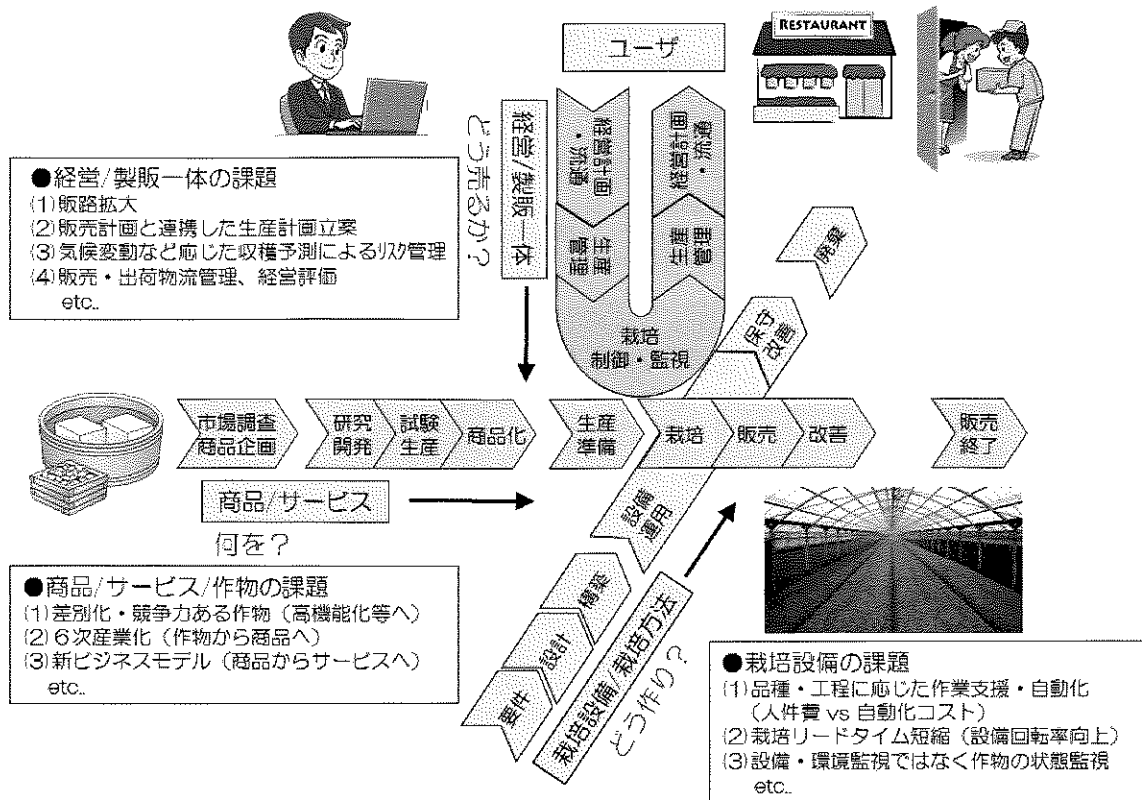 ユーザ
RESTAURANT
経営/製販一体
どう売るか？
経営計画
・流通
生産
管理
経営計画
・流通
生産
管理
栽培
制御・監視
●経営/製販一体の課題
(1)販路拡大
(2)販売計画と連携した生産計画立案
(3)気候変動など応じた収穫予測によるリスク管理
(4)販売・出荷物流管理、経営評価
etc..
廃棄
保守
改善
市場調査
商品企画
研究
開発
試験
生産
商品化
生産
準備
栽培
販売
改善
販売
終了
商品/サービス
何を？
設備
運用
構築
設計
要件
栽培設備/栽培方法
どう作り？
●商品/サービス/作物の課題
(1)差別化・競争力ある作物（高機能化等へ）
(2)６次産業化（作物から商品へ）
(3)新ビジネスモデル（商品からサービスへ）
etc..
●栽培設備の課題
(1)品種・工程に応じた作業支援・自動化
（人件費 vs 自動化コスト）
(2)栽培リードタイム短縮（設備回転率向上）
(3)設備・環境監視ではなく作物の状態監視
etc..